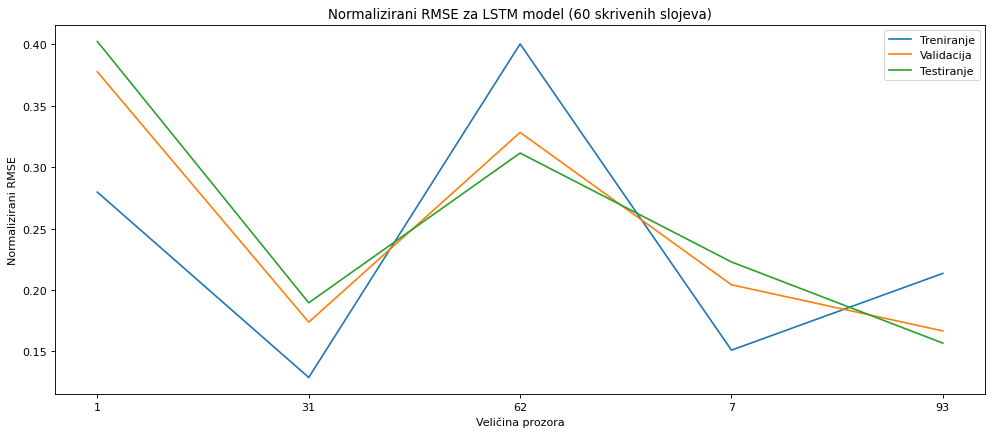 Normalizirani RMSE za LSTM model (60 skrivenih slojeva)
Treniranje
Validacija
Testiranje
Normalizirani RMSE
0.40
0.35
0.30
0.25
0.20
0.15
1 31 62 7 93
Veličina prozora